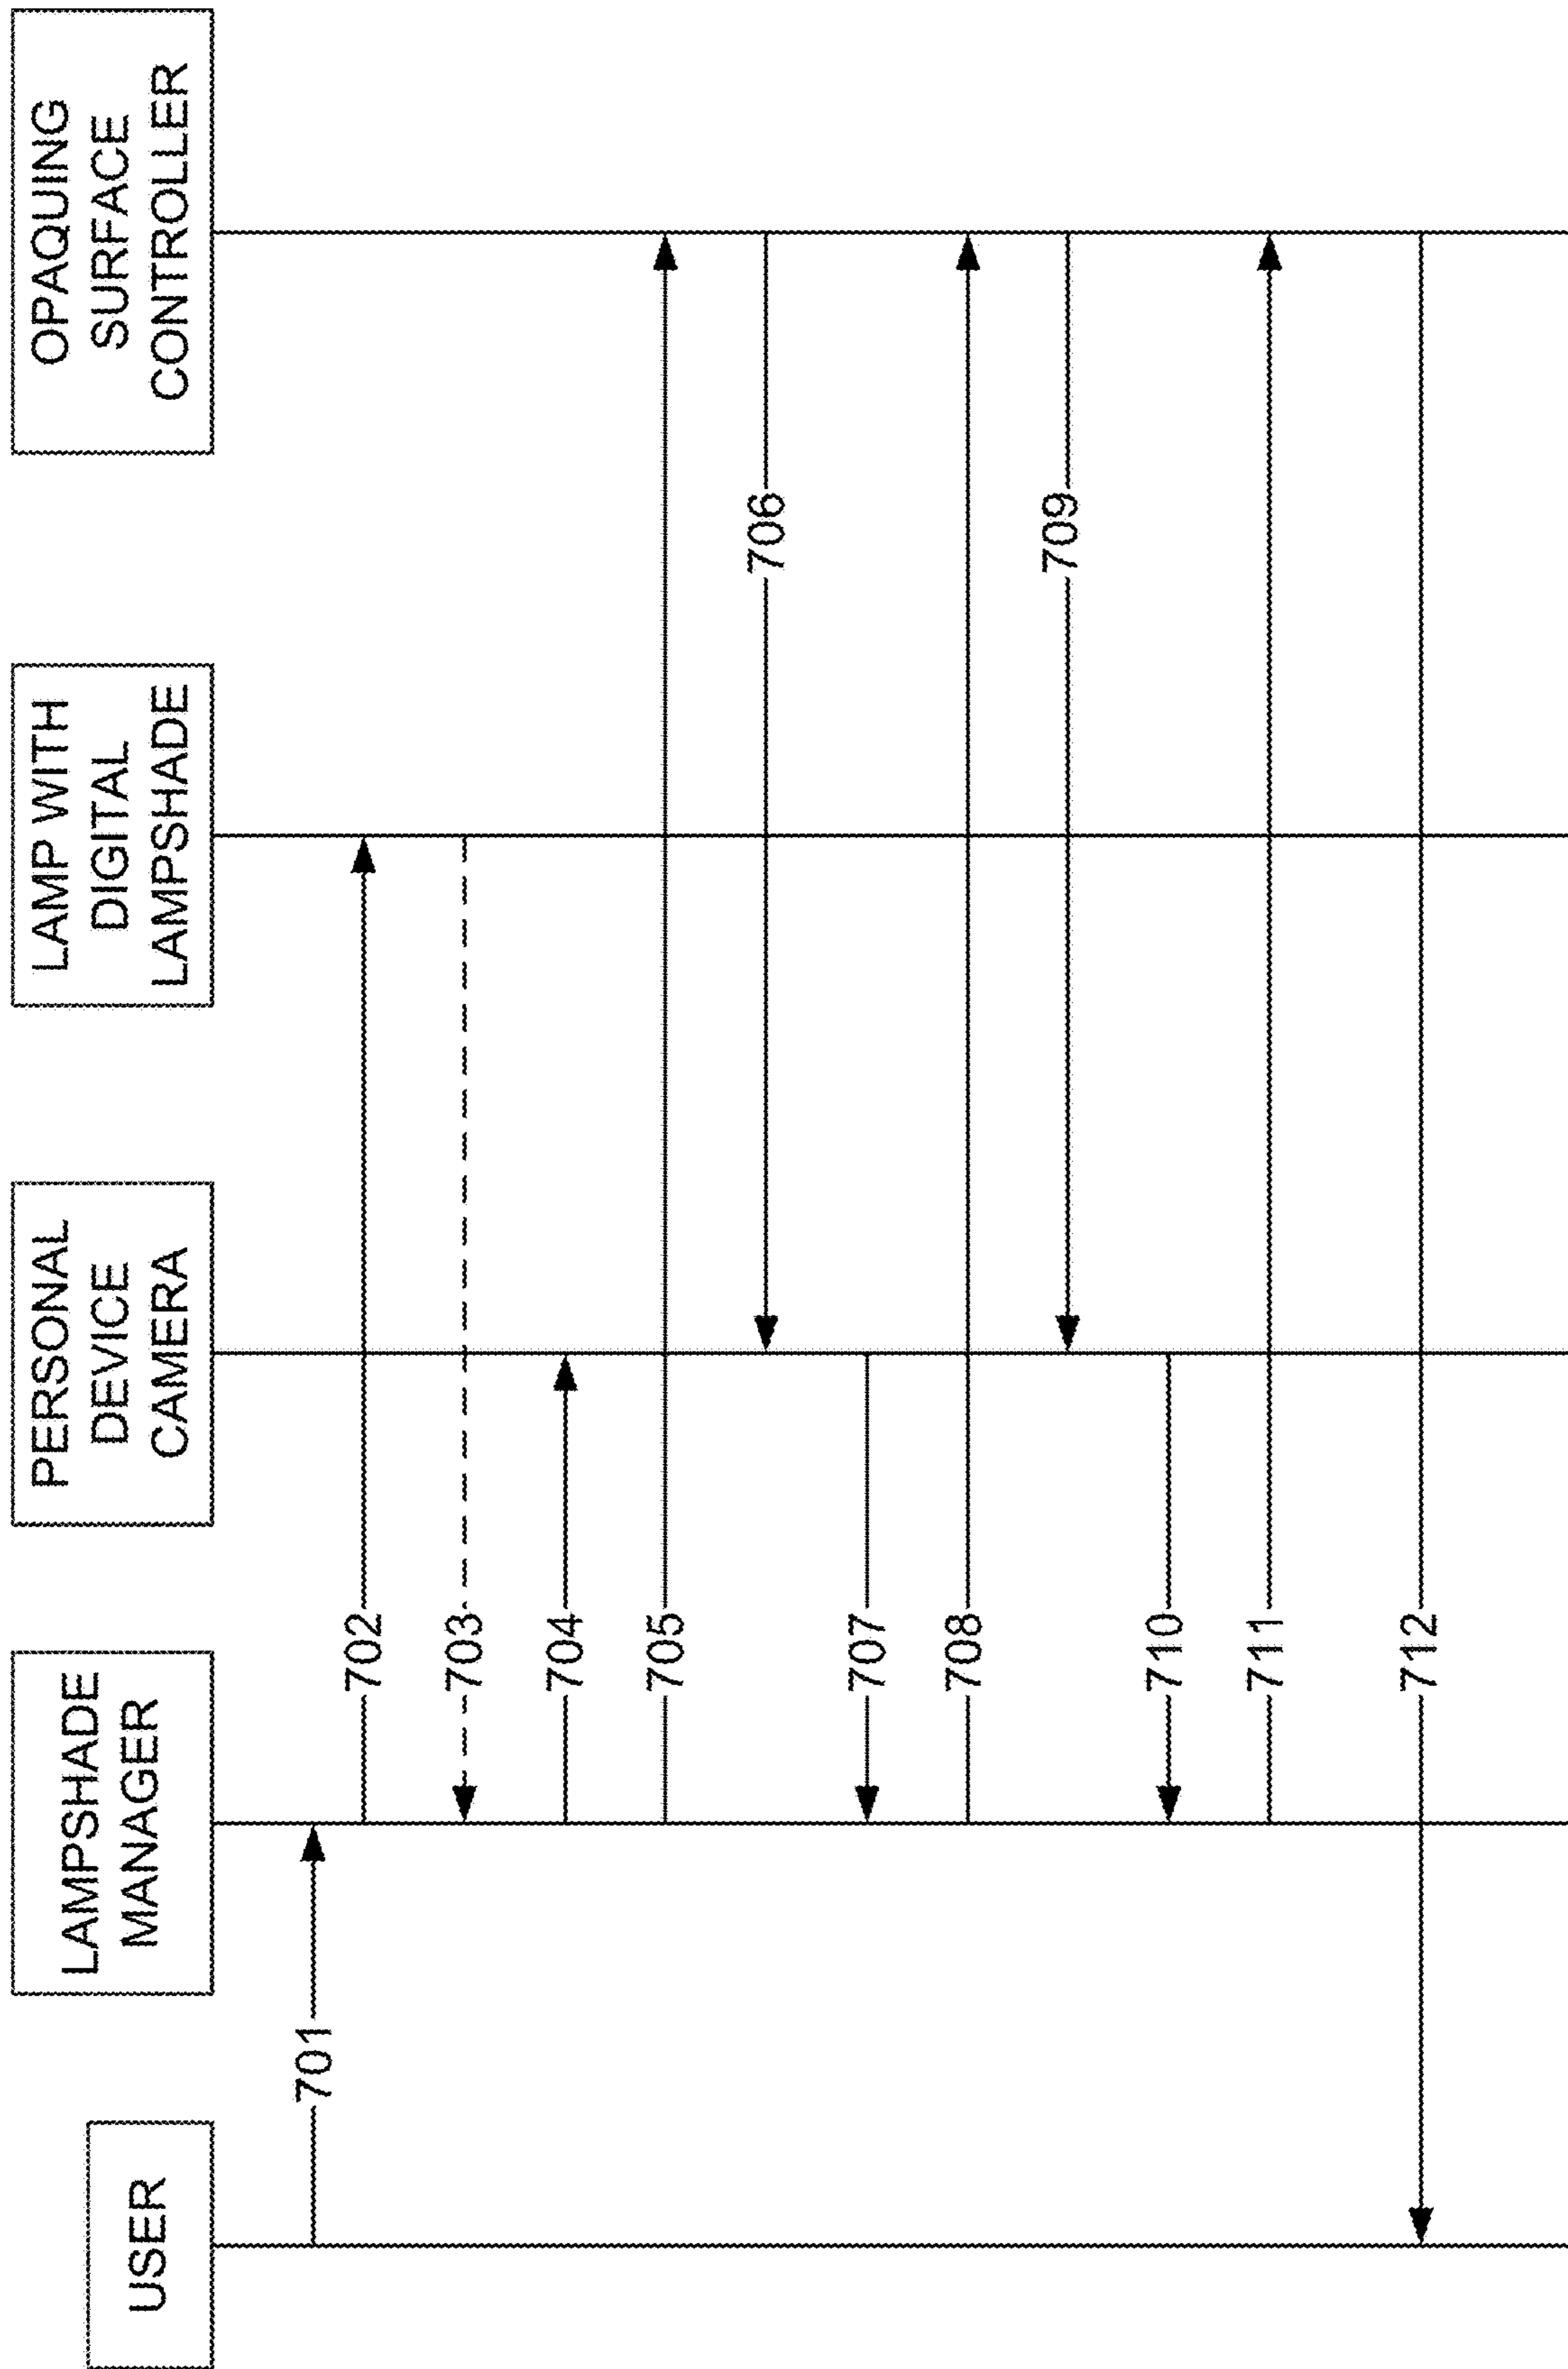 USER
LAMPSHADE
MANAGER
PERSONAL
DEVICE
CAMERA
LAMP WITH
DIGITAL
LAMPSHADE
OPAQUING
SURFACE
CONTROLLER
701
702
703
704
705
706
707
708
709
710
711
712